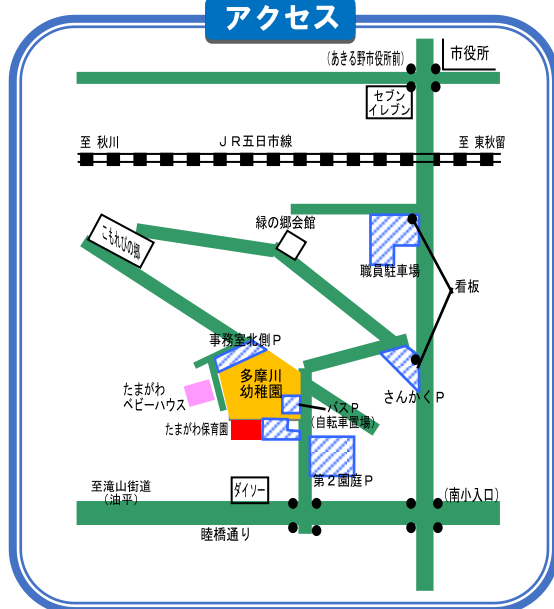 アクセス
(あきる野市役所前)
市役所
セブン
イレブン
至 秋川
ＪＲ五日市線
至 東秋留
こもれびの郷
緑の郷会館
職員駐車場
看板
事務室北側Ｐ
多摩川
幼稚園
さんかくＰ
たまがわ
ベビーハウス
バスＰ
(自転車置場)
たまがわ保育園
第２園庭Ｐ
至滝山街道
(油平)
ダイソー
(南小入口)
睦橋通り